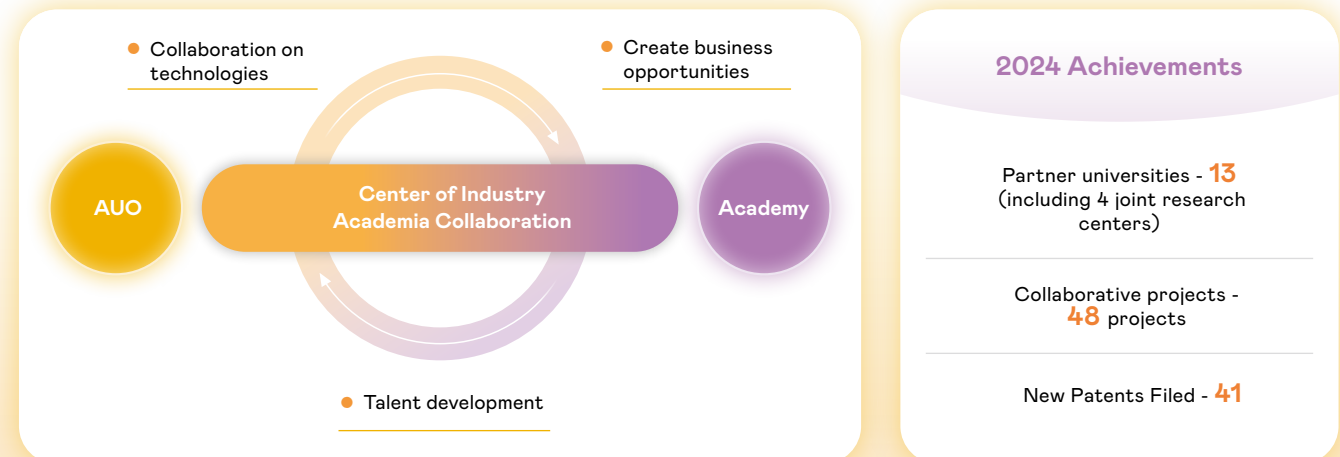 Collaboration on
technologies
Create business
opportunities
AUO
Center of Industry
Academia Collaboration
Academy
Talent development
2024 Achievements
Partner universities - 13
(including 4 joint research
centers)
Collaborative projects -
48 projects
New Patents Filed - 41